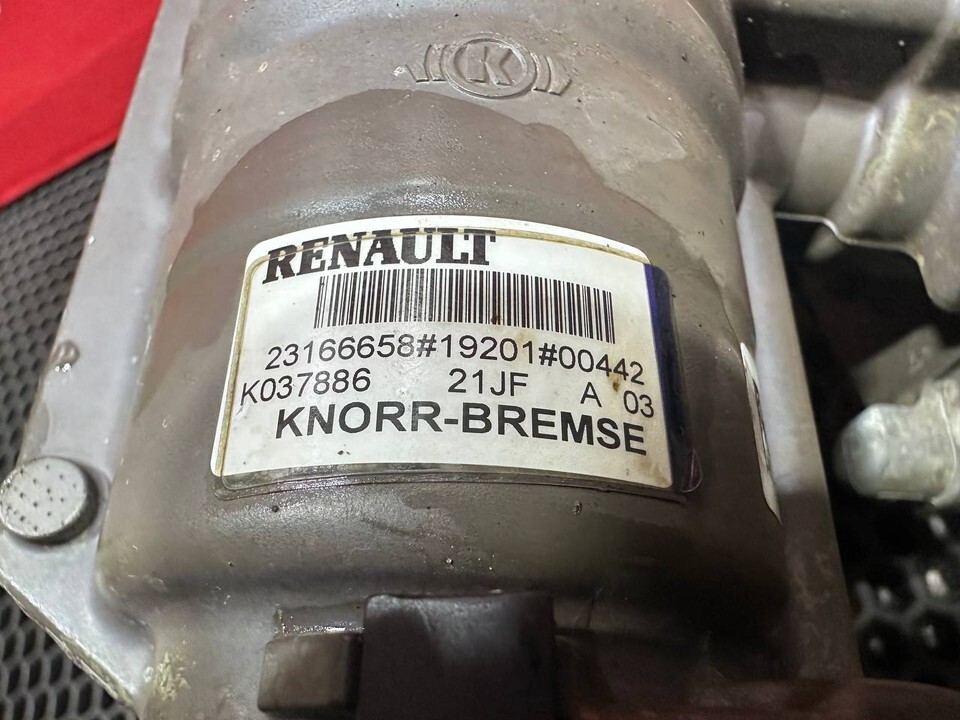 K
RENAULT
23166658#19201#00442
K037886 21JF A 03
KNORR-BREMSE